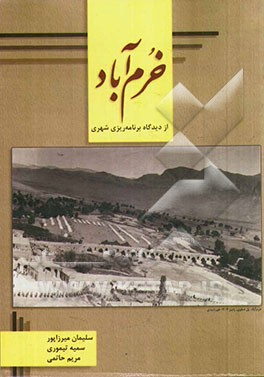 خرم‌آباد
از دیدگاه برنامه‌ریزی شهری
سلیمان میرزاپور
سمیه تیموری
مریم حاتمی